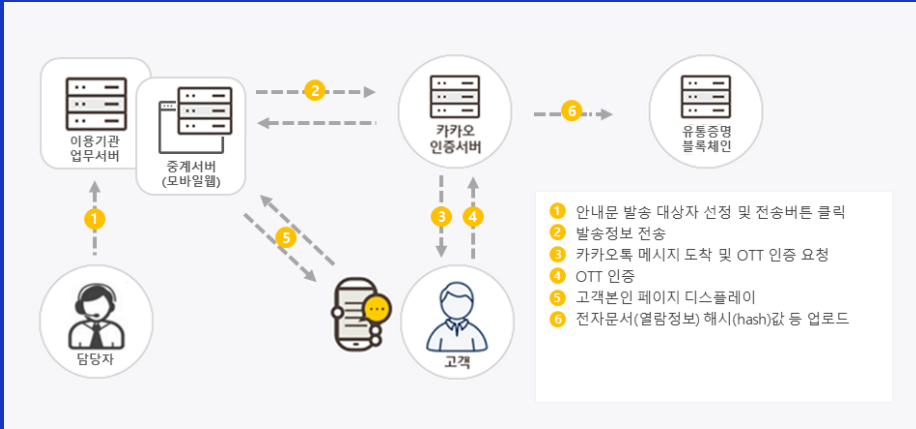 이용기관
업무서버
중계서버
(모바일웹)
2
카카오
인증서버
6
유통증명
블록체인
1
5
3
4
담당자
고객
1 안내문 발송 대상자 선정 및 전송버튼 클릭
2 발송정보 전송
3 카카오톡 메시지 도착 및 OTT 인증 요청
4 OTT 인증
5 고객본인 페이지 디스플레이
6 전자문서(열람정보) 해시(hash)값 등 업로드